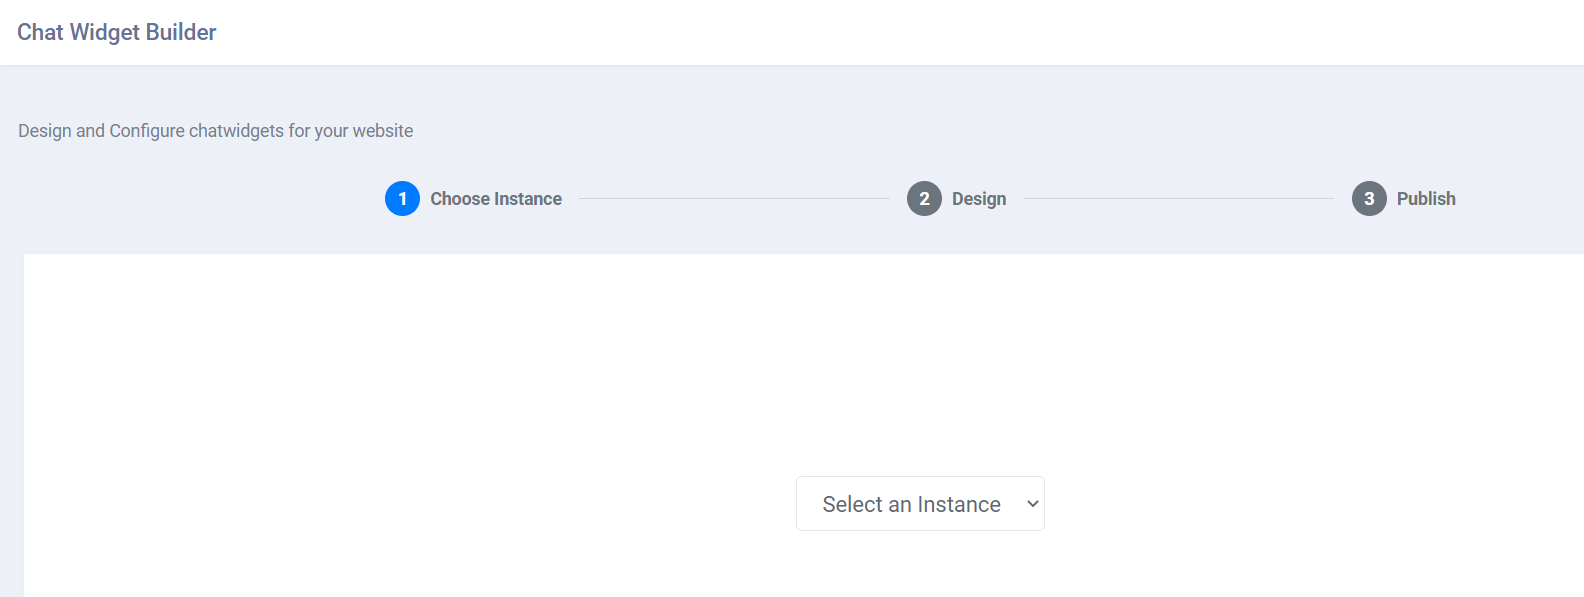 Chat Widget Builder
Design and Configure chatwidgets for your website
1 Choose Instance 2 Design 3 Publish
Select an Instance